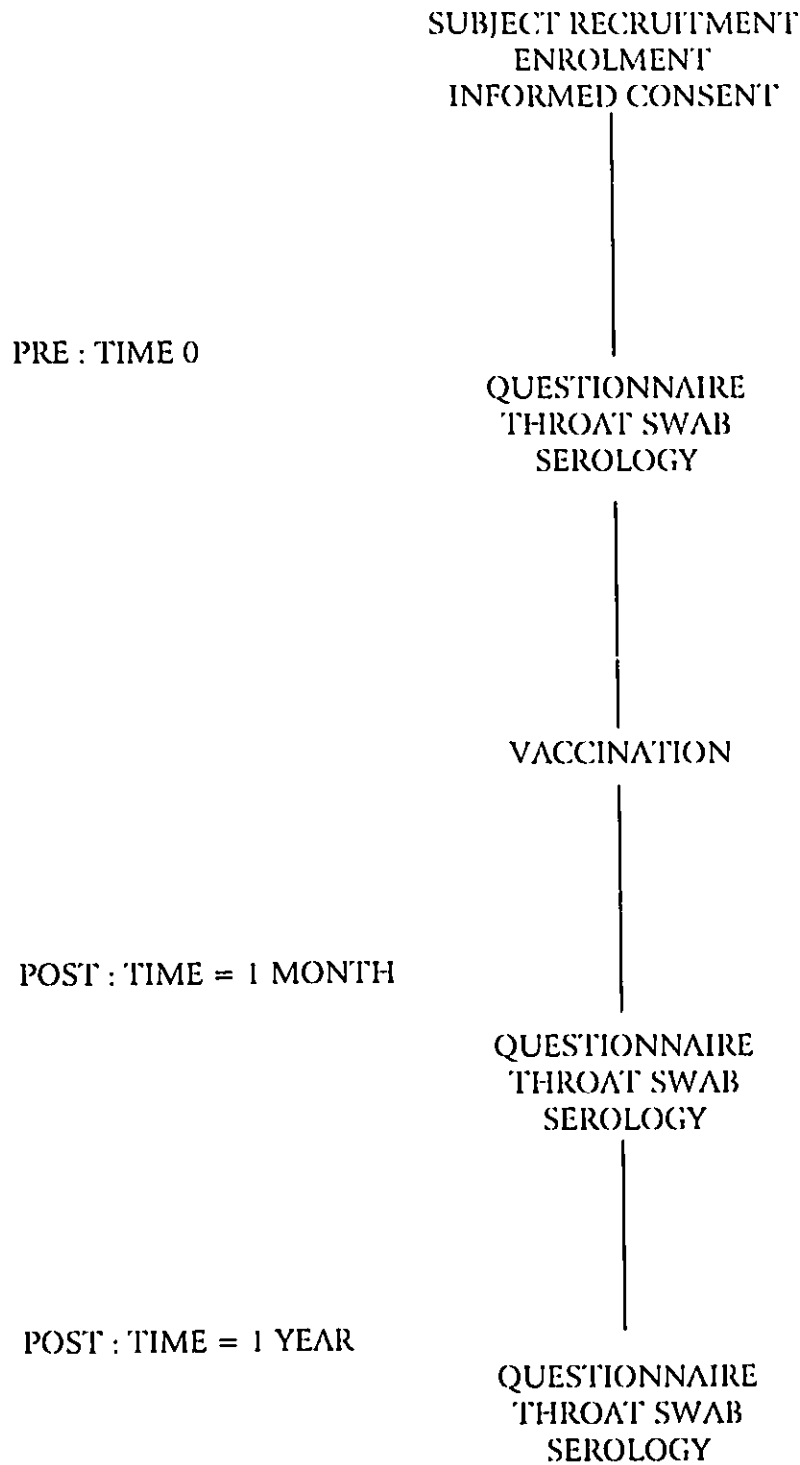 SUBJECT RECRUITMENT
ENROLMENT
INFORMED CONSENT
PRE : TIME 0
QUESTIONNAIRE
THROAT SWAB
SEROLOGY
VACCINATION
POST : TIME = 1 MONTH
QUESTIONNAIRE
THROAT SWAB
SEROLOGY
POST : TIME = 1 YEAR
QUESTIONNAIRE
THROAT SWAB
SEROLOGY